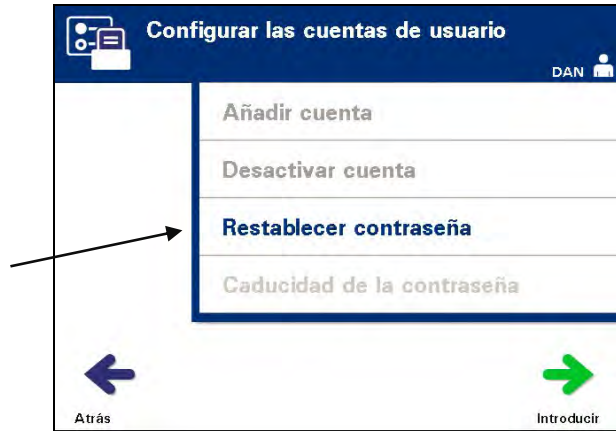 Configurar las cuentas de usuario
DAN
Añadir cuenta
Desactivar cuenta
Restablecer contraseña
Caducidad de la contraseña
Atrás
Introducir